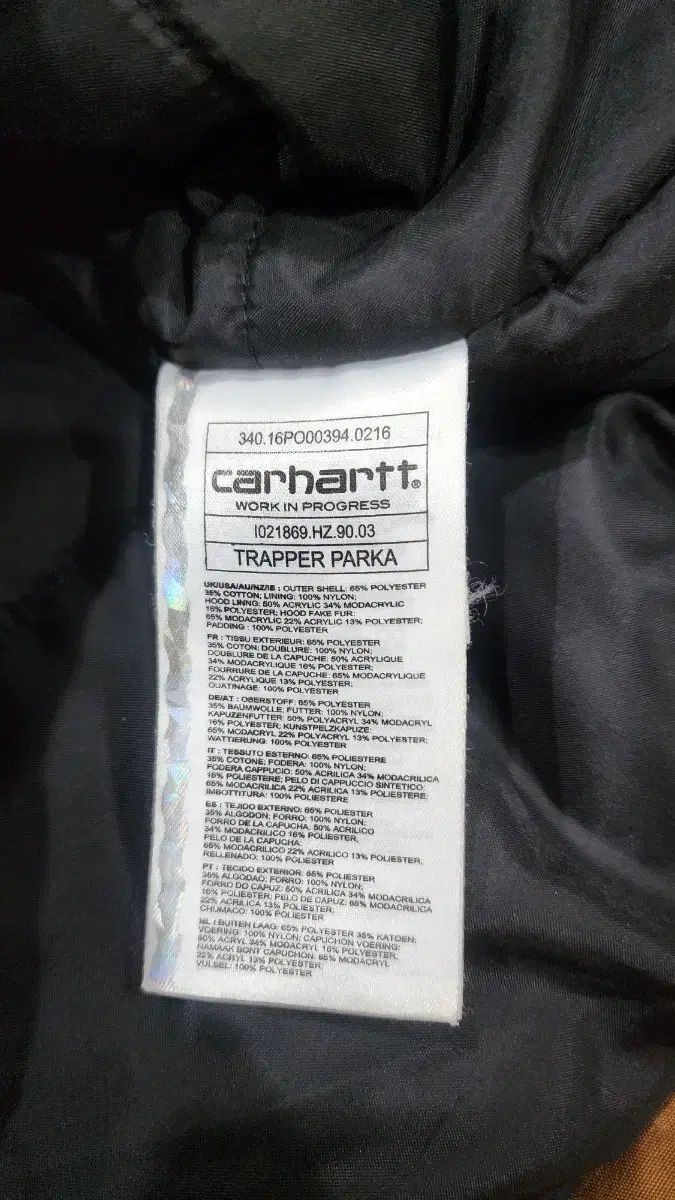 340.16PO00394.0216
carhartt®
WORK IN PROGRESS
I021869.HZ.90.03
TRAPPER PARKA
UK/USA/AU/NZ/IE : OUTER SHELL: 65% POLYESTER
35% COTTON; LINING: 100% NYLON;
HOOD LINNG: 50% ACRYLIC 34% MODACRYLIC
16% POLYESTER; HOOD FAKE FUR:
65% MODACRYLIC 22% ACRYLIC 13% POLYESTER;
PADDING : 100% POLYESTER
FR : TISSU EXTERIEUR: 65% POLYESTER
35% COTON; DOUBLURE: 100% NYLON;
DOUBLURE DE LA CAPUCHE: 50% ACRYLIQUE
34% MODACRYLIQUE 16% POLYESTER;
FOURRURE DE LA CAPUCHE: 65% MODACRYLIQUE
22% ACRYLIQUE 13% POLYESTER;
OUATINAGE: 100% POLYESTER
DE/AT : OBERSTOFF: 65% POLYESTER
35% BAUMWOLLE; FUTTER: 100% NYLON;
KAPUZENFUTTER: 50% POLYACRYL 34% MODACRYL
16% POLYESTER; KUNSTPELZKAPUZE:
65% MODACRYL 22% POLYACRYL 13% POLYESTER;
WATTIERUNG: 100% POLYESTER
IT : TESSUTO ESTERNO: 65% POLIESTERE
35% COTONE; FODERA: 100% NYLON;
FODERA CAPPUCIO: 50% ACRILICA 34% MODACRILICA
16% POLIESTERE; PELO DI CAPPUCCIO SINTETICO:
65% MODACRILICA 22% ACRILICA 13% POLIESTERE;
IMBOTTITURA: 100% POLIESTERE
ES : TEJIDO EXTERNO: 65% POLIESTER
35% ALGODON; FORRO: 100% NYLON;
FORRO DE LA CAPUCHA: 50% ACRILICO
34% MODACRILICO 16% POLIESTER;
PELO DE LA CAPUCHA:
65% MODACRILICO 22% ACRILICO 13% POLIESTER;
RELLENADO: 100% POLIESTER
PT : TECIDO EXTERIOR: 65% POLIESTER
35% ALGODAO; FORRO: 100% NYLON;
FORRO DO CAPUZ: 50% ACRILICA 34% MODACRILICA
16% POLIESTER; PELO DE CAPUZ: 65% MODACRILICA
22% ACRILICA 13% POLIESTER;
CHUMACO: 100% POLIESTER
NL : BUITEN LAAG: 65% POLYESTER 35% KATOEN;
VOERING: 100% NYLON; CAPUCHON VOERING:
50% ACRYL 34% MODACRYL 16% POLYESTER;
NAMAAK BONT CAPUCHON: 65% MODACRYL
22% ACRYL 13% POLYESTER;
VULSEL: 100% POLYESTER